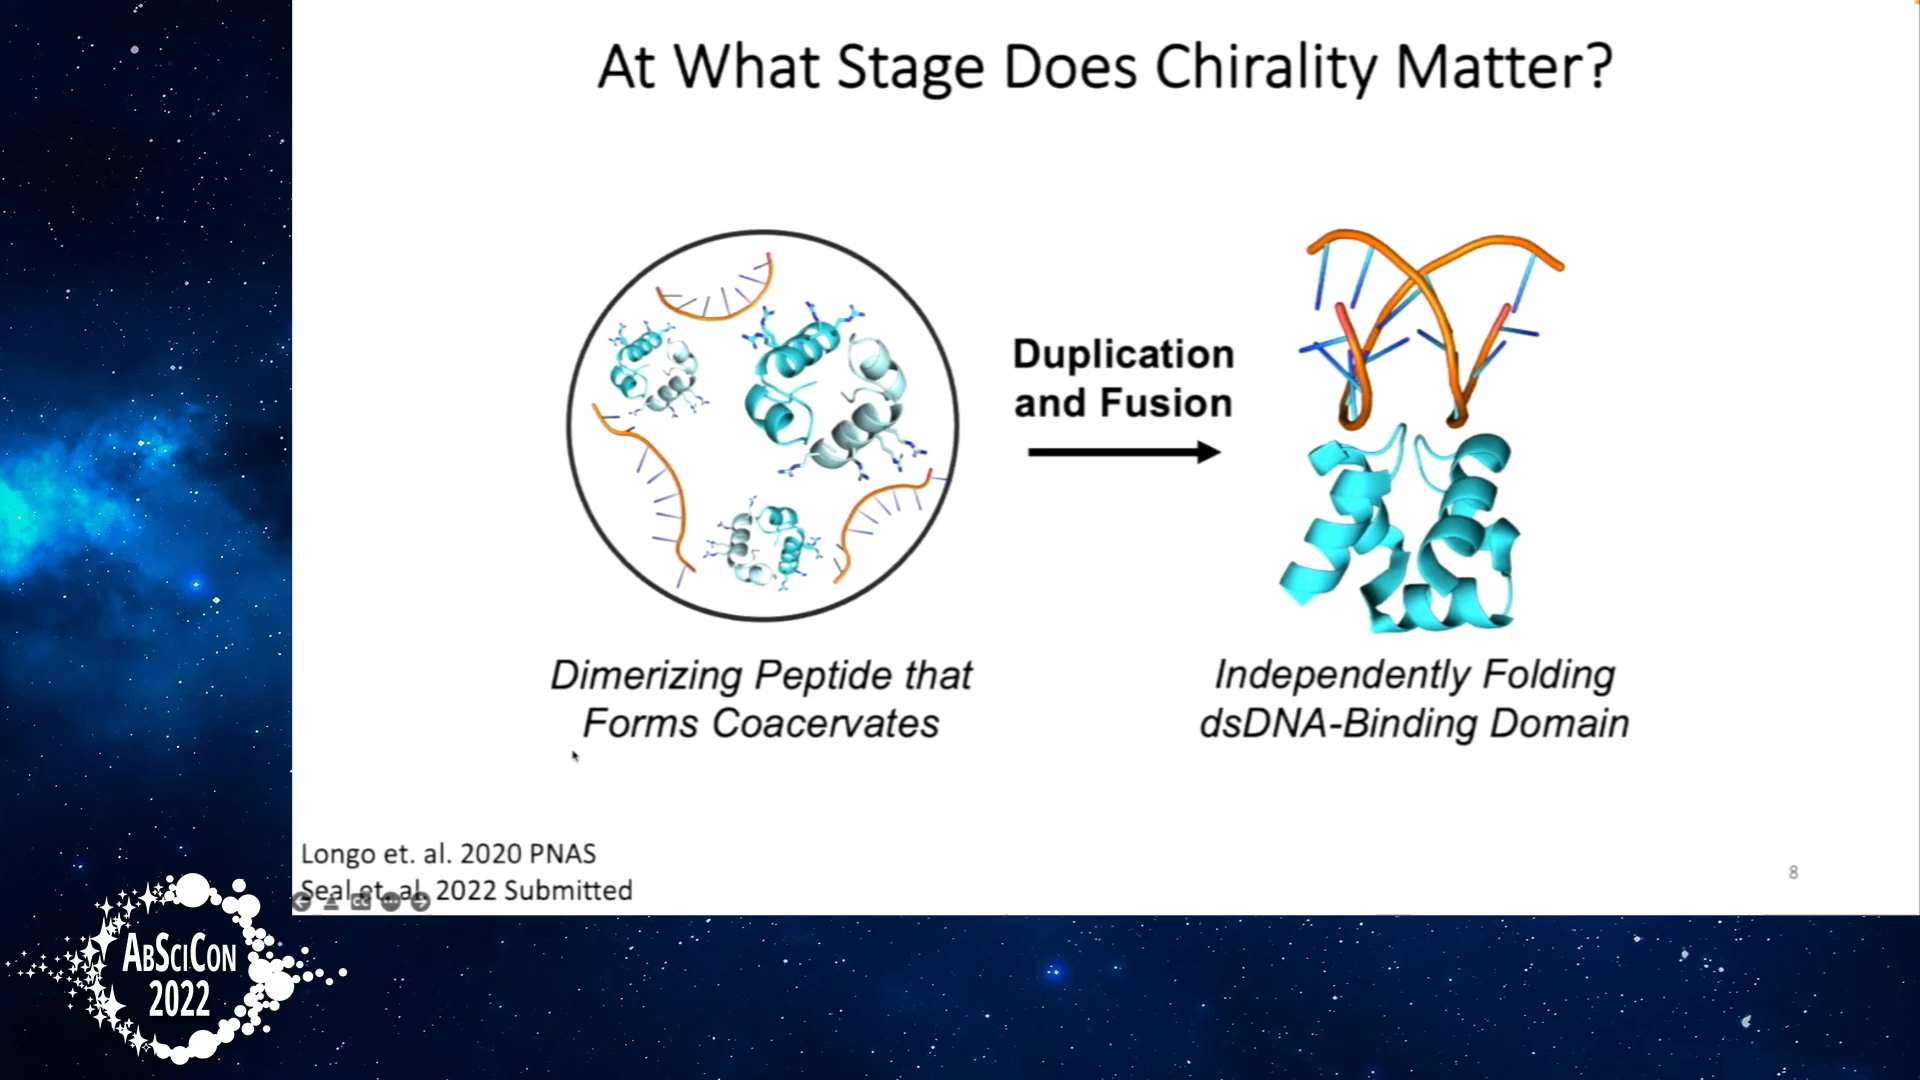 At What Stage Does Chirality Matter?
Duplication
and Fusion
Dimerizing Peptide that
Forms Coacervates
Independently Folding
dsDNA-Binding Domain
Longo et. al. 2020 PNAS
Seal et. al. 2022 Submitted
8
ABSCICON
2022